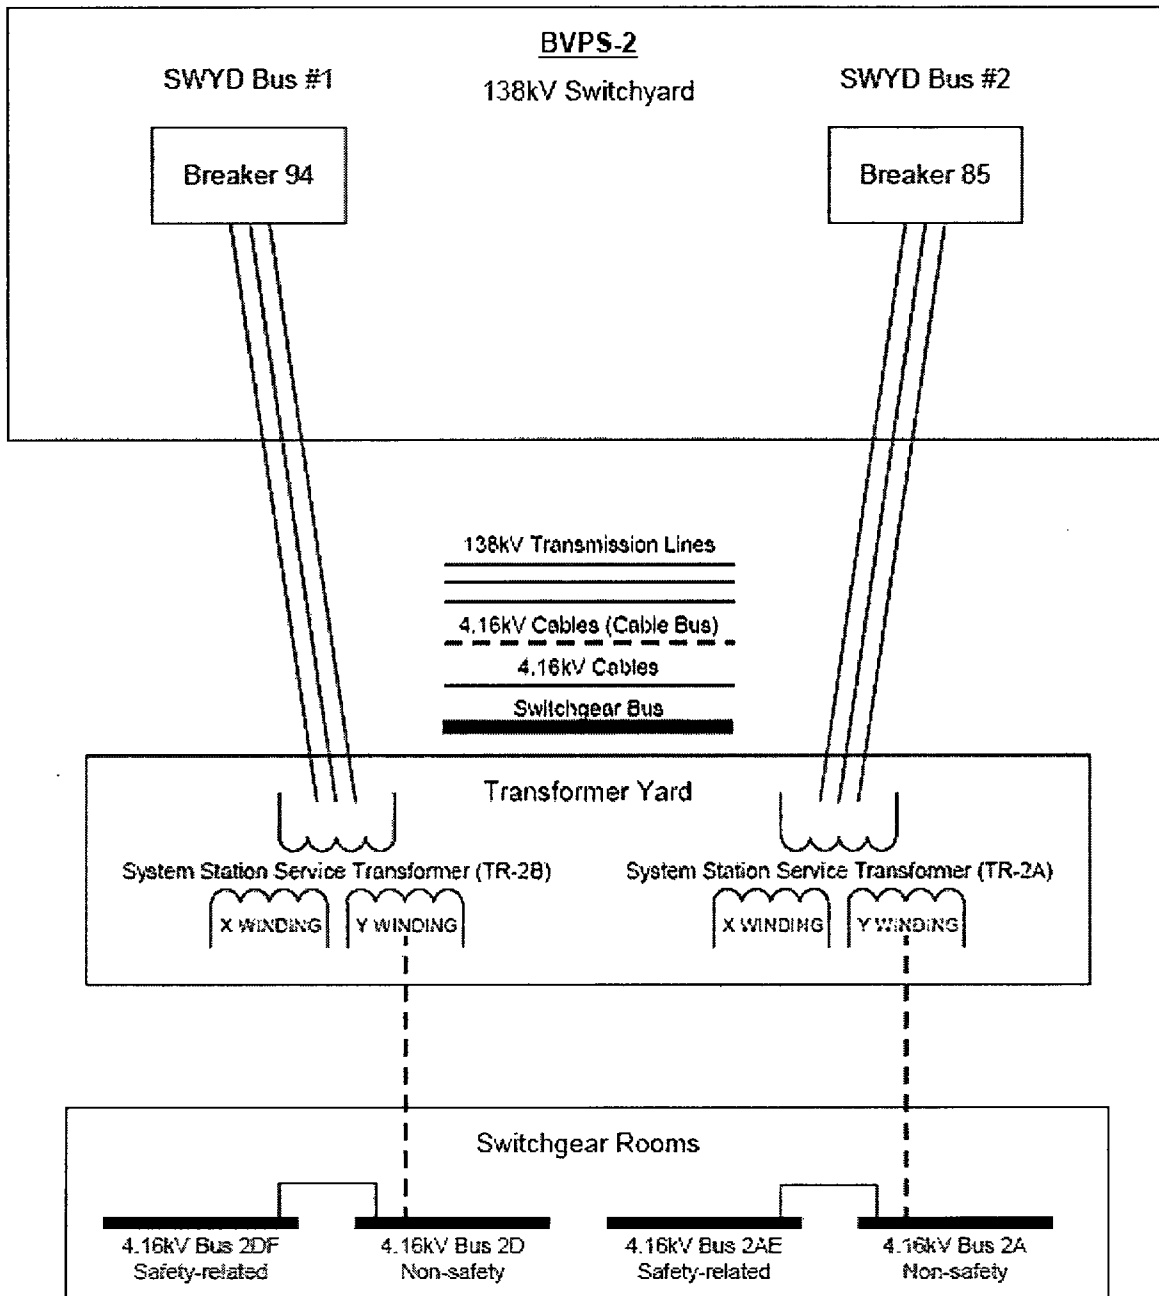 BVPS-2
138kV Switchyard
SWYD Bus #1
SWYD Bus #2
Breaker 94
Breaker 85
138kV Transmission Lines
4.16kV Cables (Cable Bus)
4.16kV Cables
Switchgear Bus
Transformer Yard
System Station Service Transformer (TR-2B)
System Station Service Transformer (TR-2A)
X WINDING
Y WINDING
X WINDING
Y WINDING
Switchgear Rooms
4.16kV Bus 2DF
Safety-related
4.16kV Bus 2D
Non-safety
4.16kV Bus 2AE
Safety-related
4.16kV Bus 2A
Non-safety